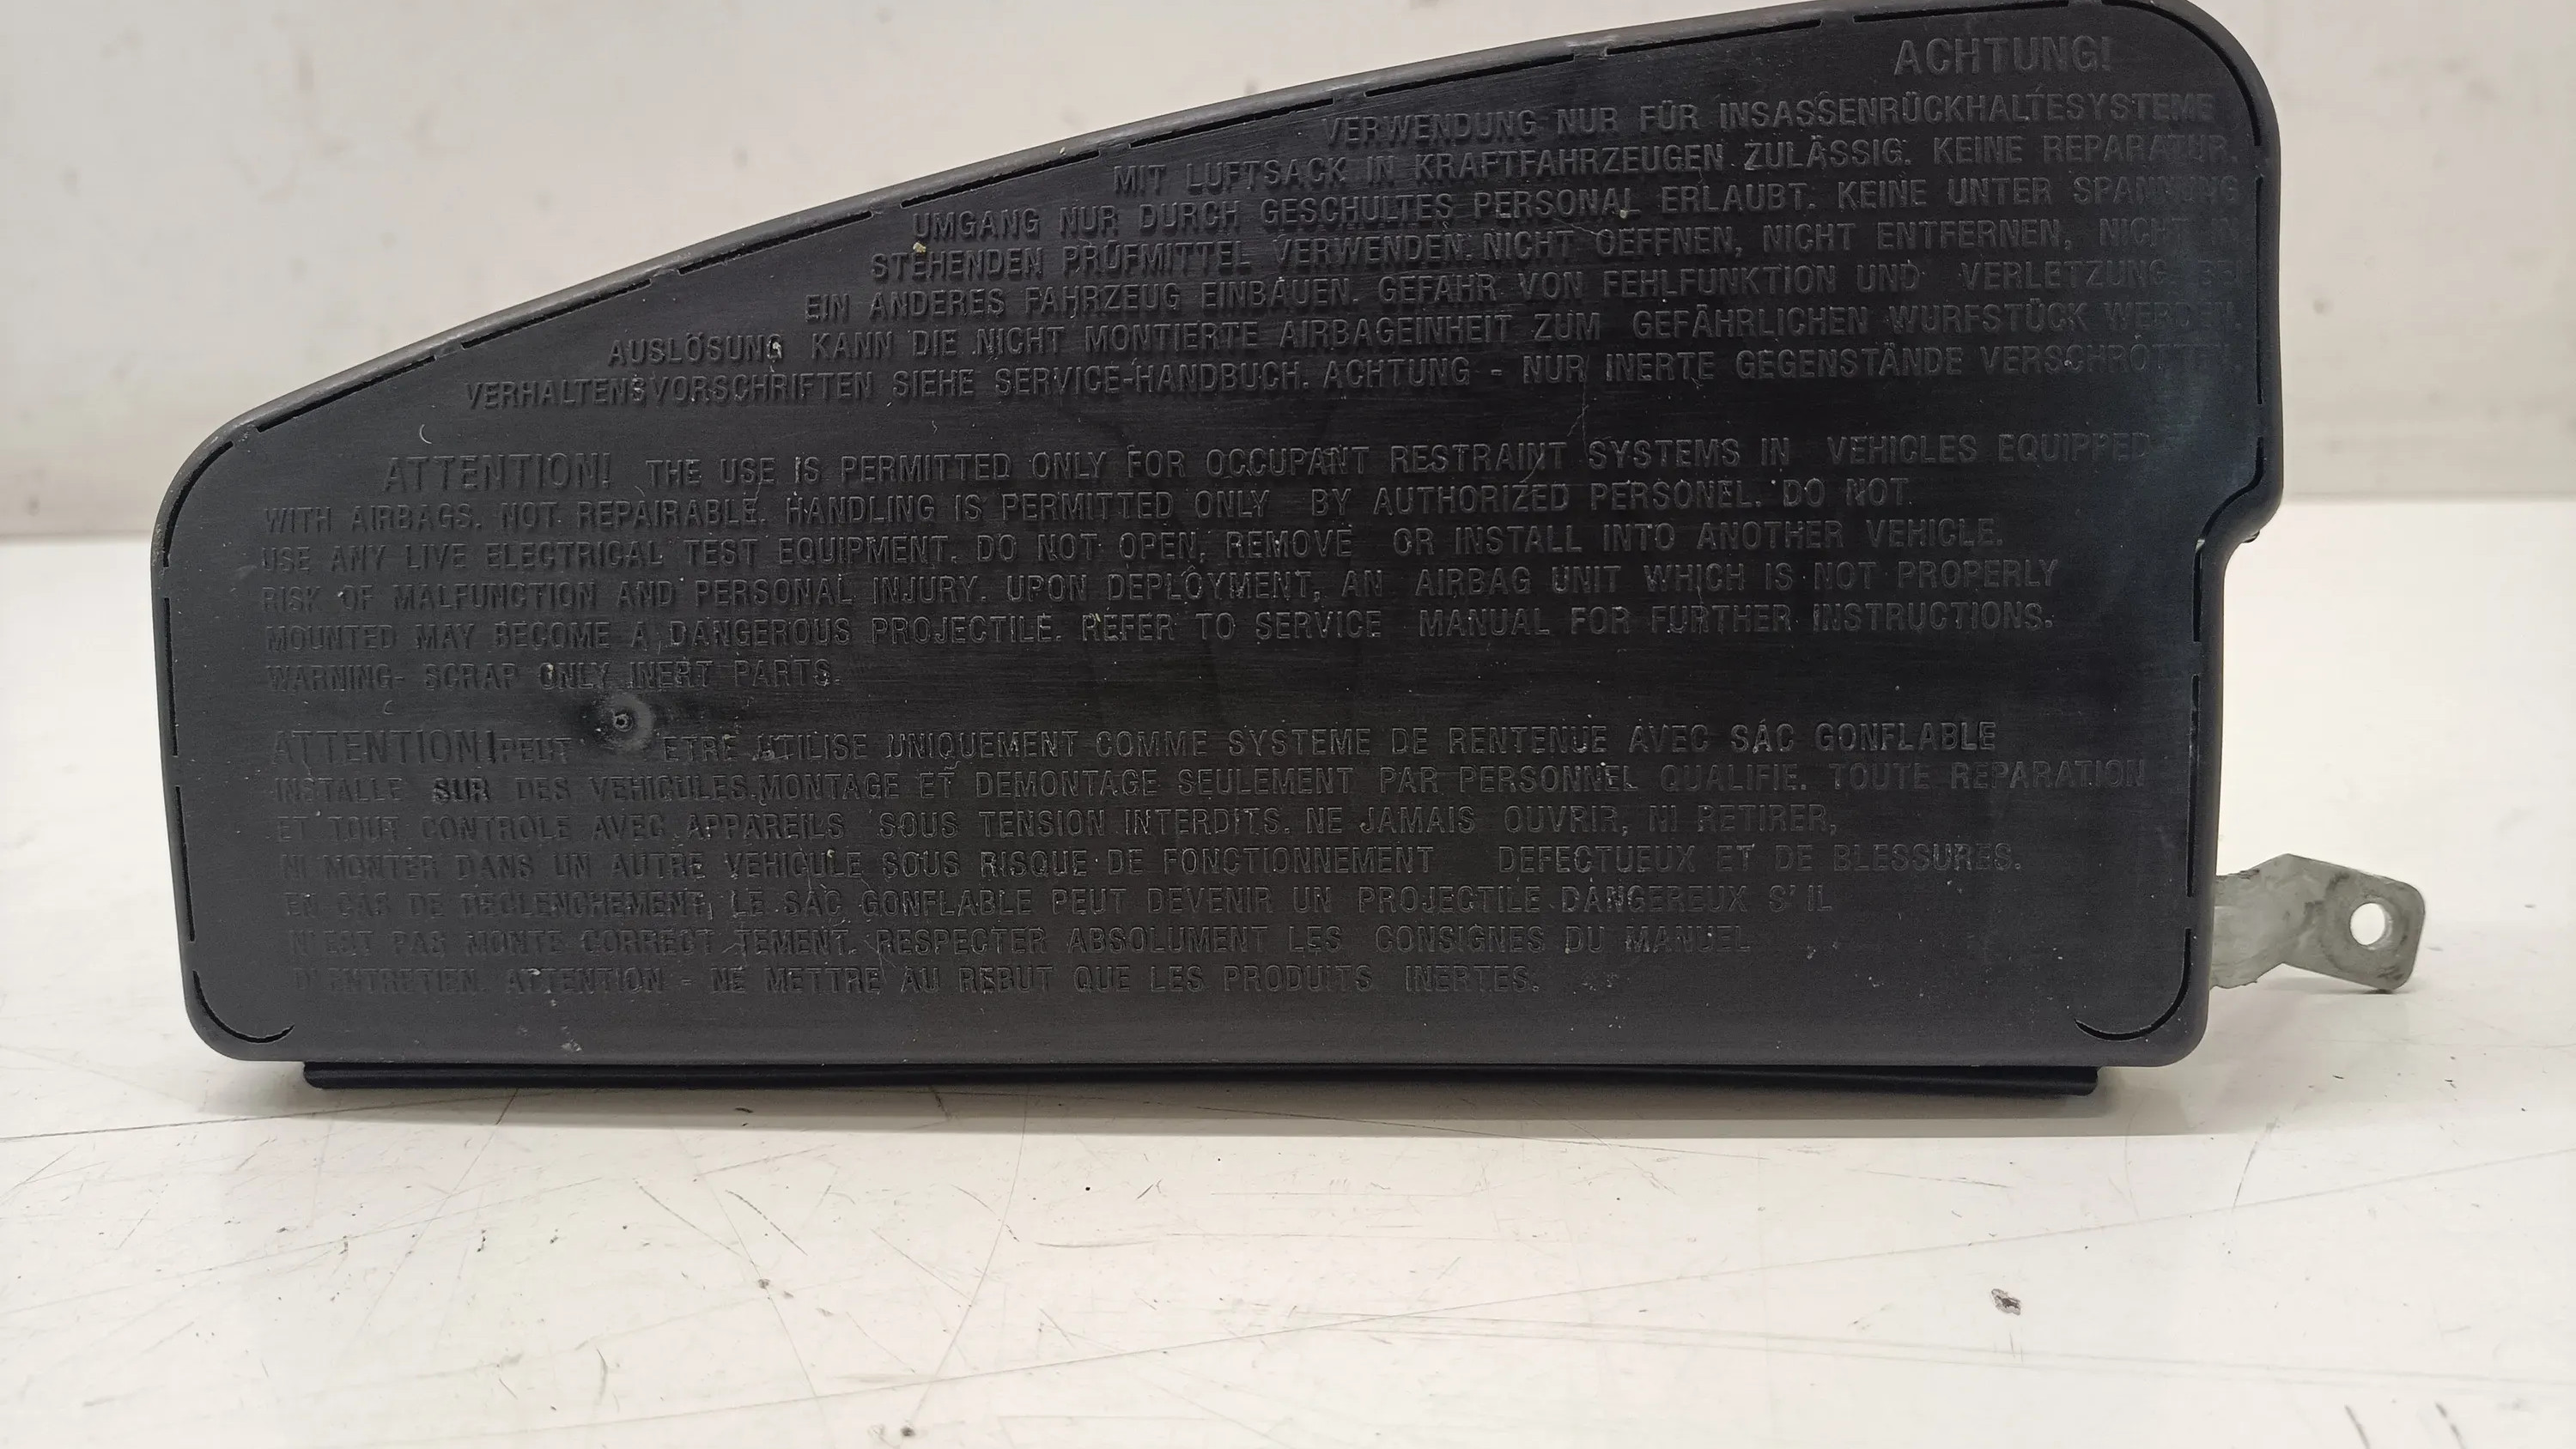 ACHTUNG!
VERWENDUNG NUR FÜR INSASSENRÜCKHALTESYSTEME
MIT LUFTSACK IN KRAFTFAHRZEUGEN ZULÄSSIG. KEINE REPARATUR.
UMGANG NUR DURCH GESCHULTES PERSONAL ERLAUBT. KEINE UNTER SPANNUNG
STEHENDEN PRÜFMITTEL VERWENDEN. NICHT OEFFNEN, NICHT ENTFERNEN, NICHT IN
EIN ANDERES FAHRZEUG EINBAUEN. GEFAHR VON FEHLFUNKTION UND VERLETZUNG. BEI
AUSLÖSUNG KANN DIE NICHT MONTIERTE AIRBAGEINHEIT ZUM GEFÄHRLICHEN WURFSTÜCK WERDEN.
VERHALTENSVORSCHRIFTEN SIEHE SERVICE-HANDBUCH. ACHTUNG - NUR INERTE GEGENSTÄNDE VERSCHROTTEN.
ATTENTION! THE USE IS PERMITTED ONLY FOR OCCUPANT RESTRAINT SYSTEMS IN VEHICLES EQUIPPED
WITH AIRBAGS. NOT REPAIRABLE. HANDLING IS PERMITTED ONLY BY AUTHORIZED PERSONEL. DO NOT
USE ANY LIVE ELECTRICAL TEST EQUIPMENT. DO NOT OPEN, REMOVE OR INSTALL INTO ANOTHER VEHICLE.
RISK OF MALFUNCTION AND PERSONAL INJURY. UPON DEPLOYMENT, AN AIRBAG UNIT WHICH IS NOT PROPERLY
MOUNTED MAY BECOME A DANGEROUS PROJECTILE. REFER TO SERVICE MANUAL FOR FURTHER INSTRUCTIONS.
WARNING- SCRAP ONLY INERT PARTS.
ATTENTION! PEUT ETRE UTILISE UNIQUEMENT COMME SYSTEME DE RENTENUE AVEC SAC GONFLABLE
INSTALLE SUR DES VEHICULES.MONTAGE ET DEMONTAGE SEULEMENT PAR PERSONNEL QUALIFIE. TOUTE REPARATION
ET TOUT CONTROLE AVEC APPAREILS SOUS TENSION INTERDITS. NE JAMAIS OUVRIR, NI RETIRER,
NI MONTER DANS UN AUTRE VEHICULE SOUS RISQUE DE FONCTIONNEMENT DEFECTUEUX ET DE BLESSURES.
EN CAS DE DECLENCHEMENT, LE SAC GONFLABLE PEUT DEVENIR UN PROJECTILE DANGEREUX S'IL
N'EST PAS MONTE CORRECT TEMENT. RESPECTER ABSOLUMENT LES CONSIGNES DU MANUEL
D'ENTRETIEN. ATTENTION - NE METTRE AU REBUT QUE LES PRODUITS INERTES.